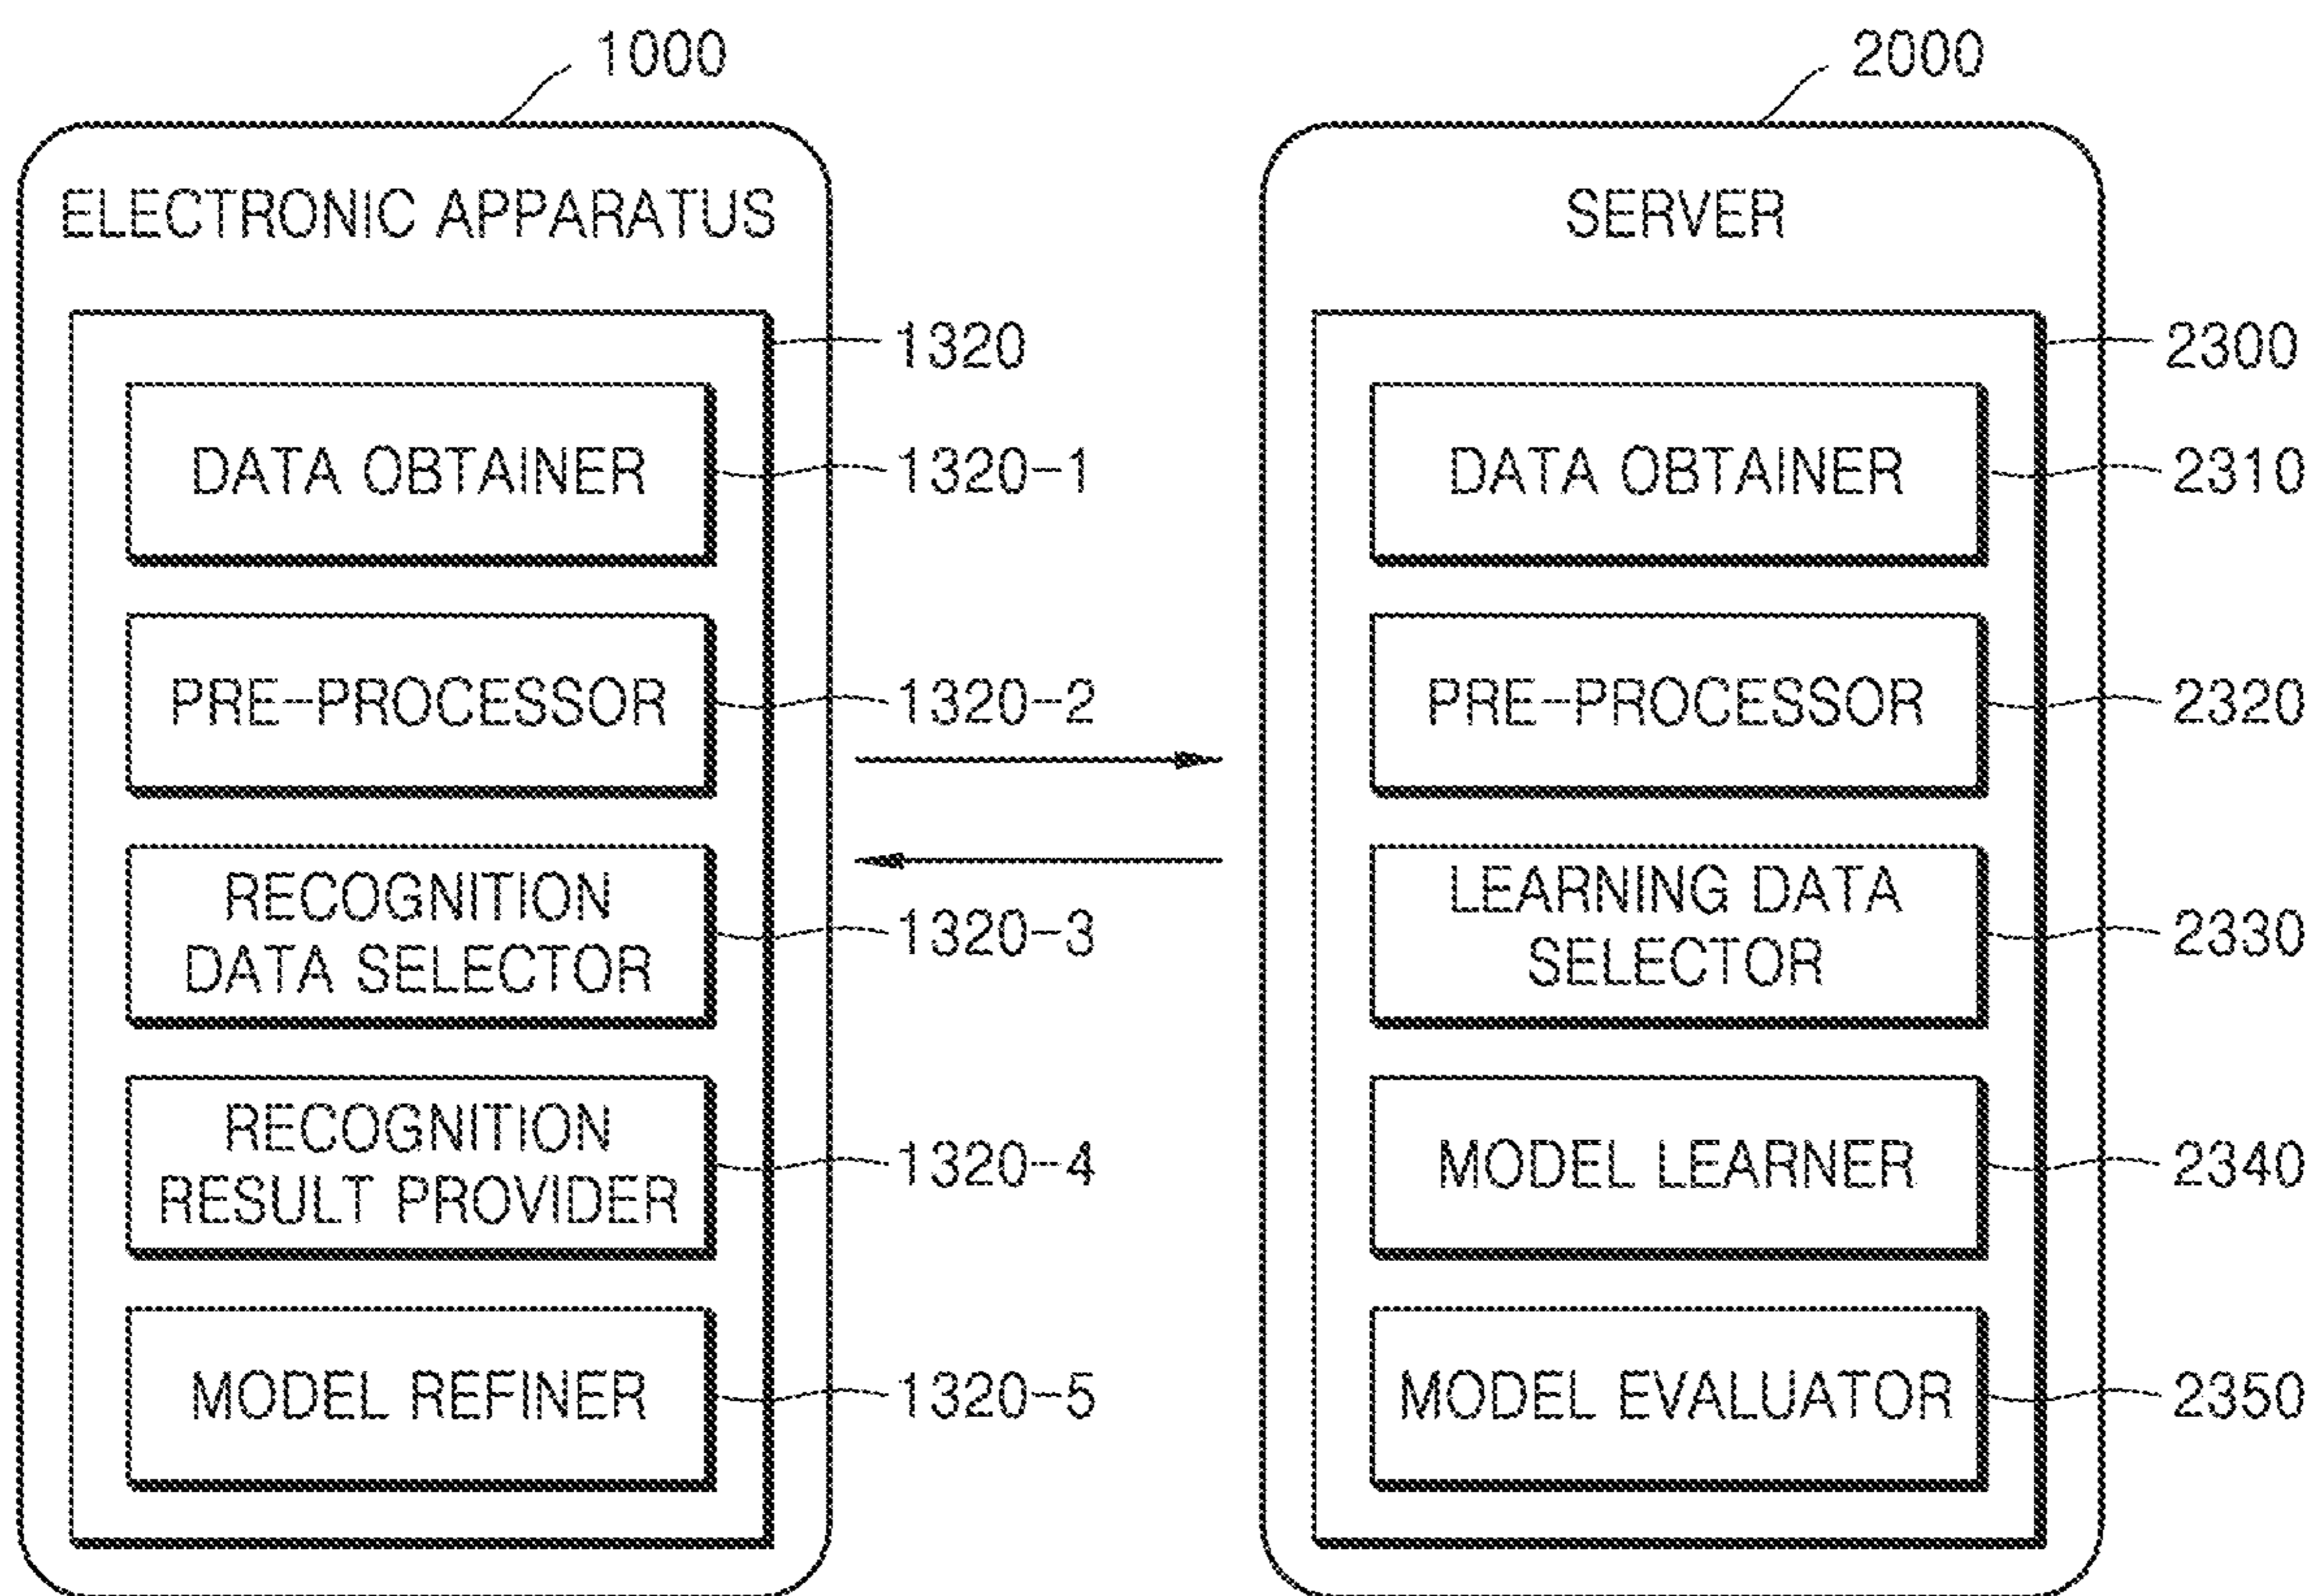 1000
ELECTRONIC APPARATUS
1320
DATA OBTAINER
1320-1
PRE-PROCESSOR
1320-2
RECOGNITION
DATA SELECTOR
1320-3
RECOGNITION
RESULT PROVIDER
1320-4
MODEL REFINER
1320-5
2000
SERVER
2300
DATA OBTAINER
2310
PRE-PROCESSOR
2320
LEARNING DATA
SELECTOR
2330
MODEL LEARNER
2340
MODEL EVALUATOR
2350